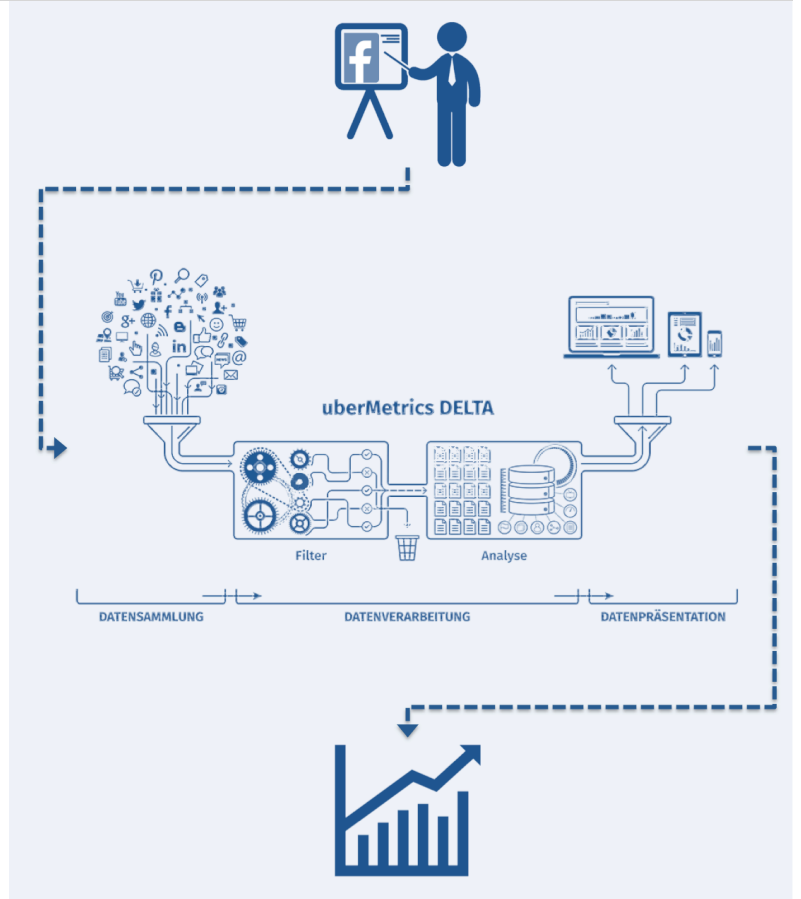 uberMetrics DELTA
Filter
Analyse
DATENSAMMLUNG
DATENVERARBEITUNG
DATENPRÄSENTATION